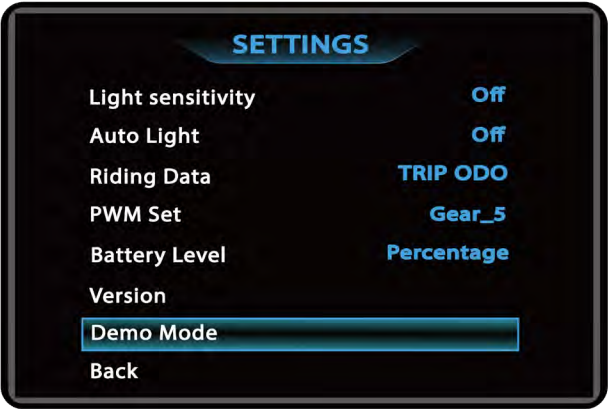 SETTINGS
Light sensitivity Off
Auto Light Off
Riding Data TRIP ODO
PWM Set Gear_5
Battery Level Percentage
Version
Demo Mode
Back